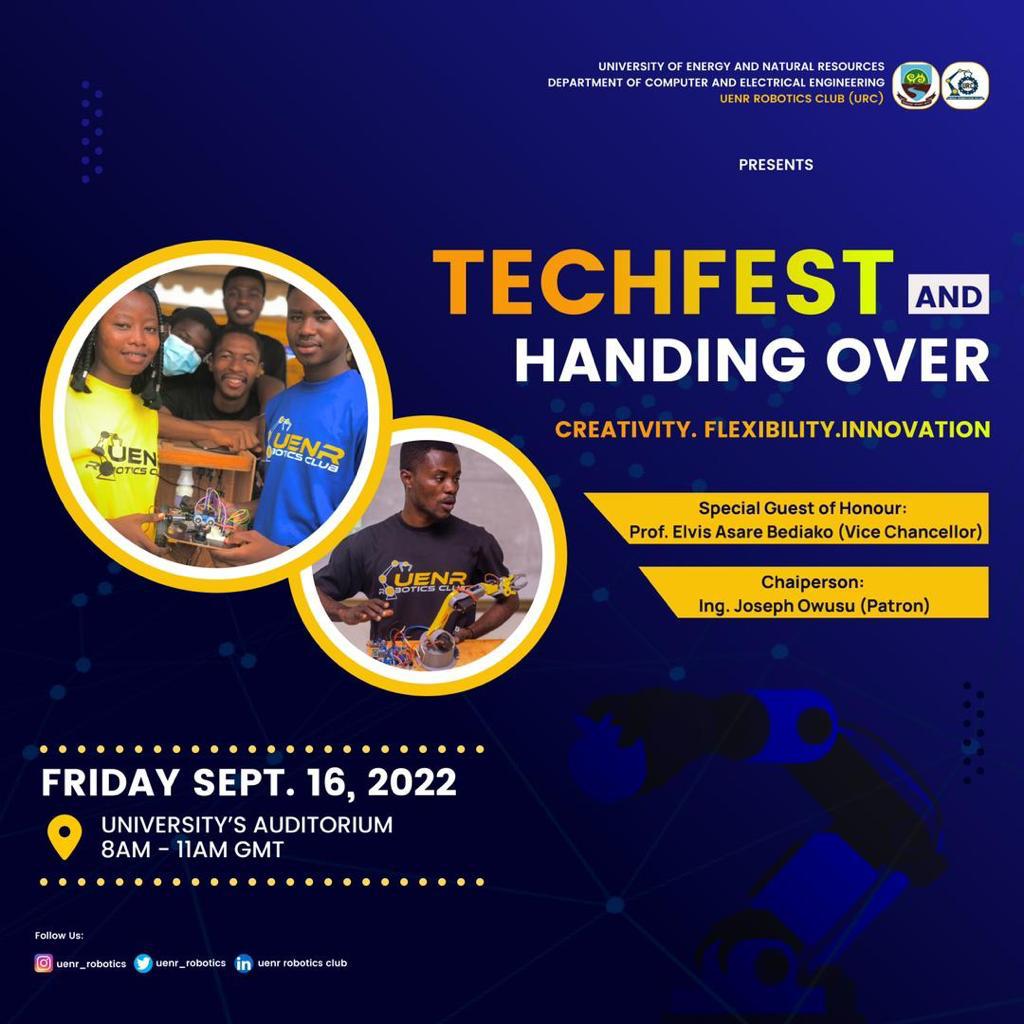 UNIVERSITY OF ENERGY AND NATURAL RESOURCES
DEPARTMENT OF COMPUTER AND ELECTRICAL ENGINEERING
UENR ROBOTICS CLUB (URC)
PRESENTS
TECHFEST AND
HANDING OVER
CREATIVITY. FLEXIBILITY.INNOVATION
Special Guest of Honour:
Prof. Elvis Asare Bediako (Vice Chancellor)
Chaiperson:
Ing. Joseph Owusu (Patron)
UENR
ROBOTICS CLUB
UENR
ROBOTICS CLUB
FRIDAY SEPT. 16, 2022
UNIVERSITY'S AUDITORIUM
8AM - 11AM GMT
Follow Us:
uenr_robotics uenr_robotics uenr robotics club